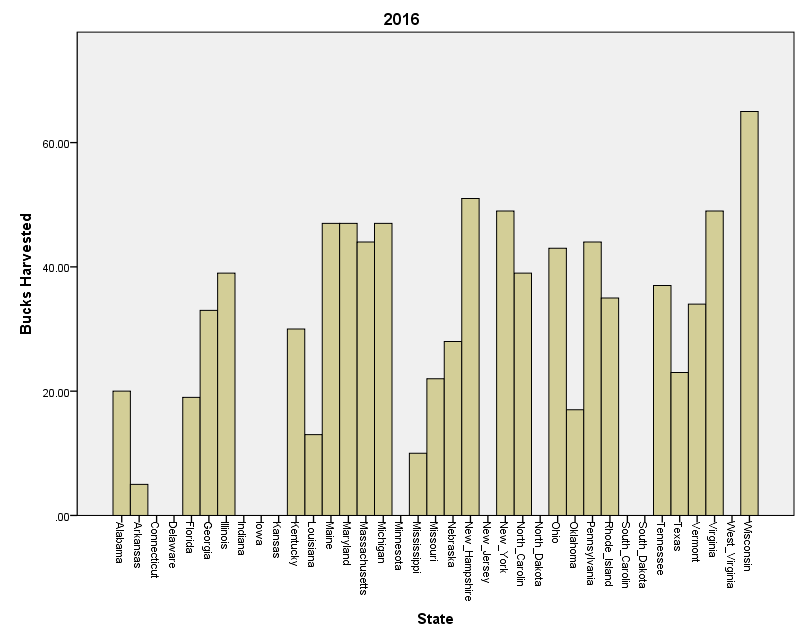 2016
Bucks Harvested
60.00
40.00
20.00
.00
Alabama
Arkansas
Connecticut
Delaware
Florida
Georgia
Illinois
Indiana
Iowa
Kansas
Kentucky
Louisiana
Maine
Maryland
Massachusetts
Michigan
Minnesota
Mississippi
Missouri
Nebraska
New_Hampshire
New_Jersey
New_York
North_Carolin
North_Dakota
Ohio
Oklahoma
Pennsylvania
Rhode_Island
South_Carolin
South_Dakota
Tennessee
Texas
Vermont
Virginia
West_Virginia
Wisconsin
State